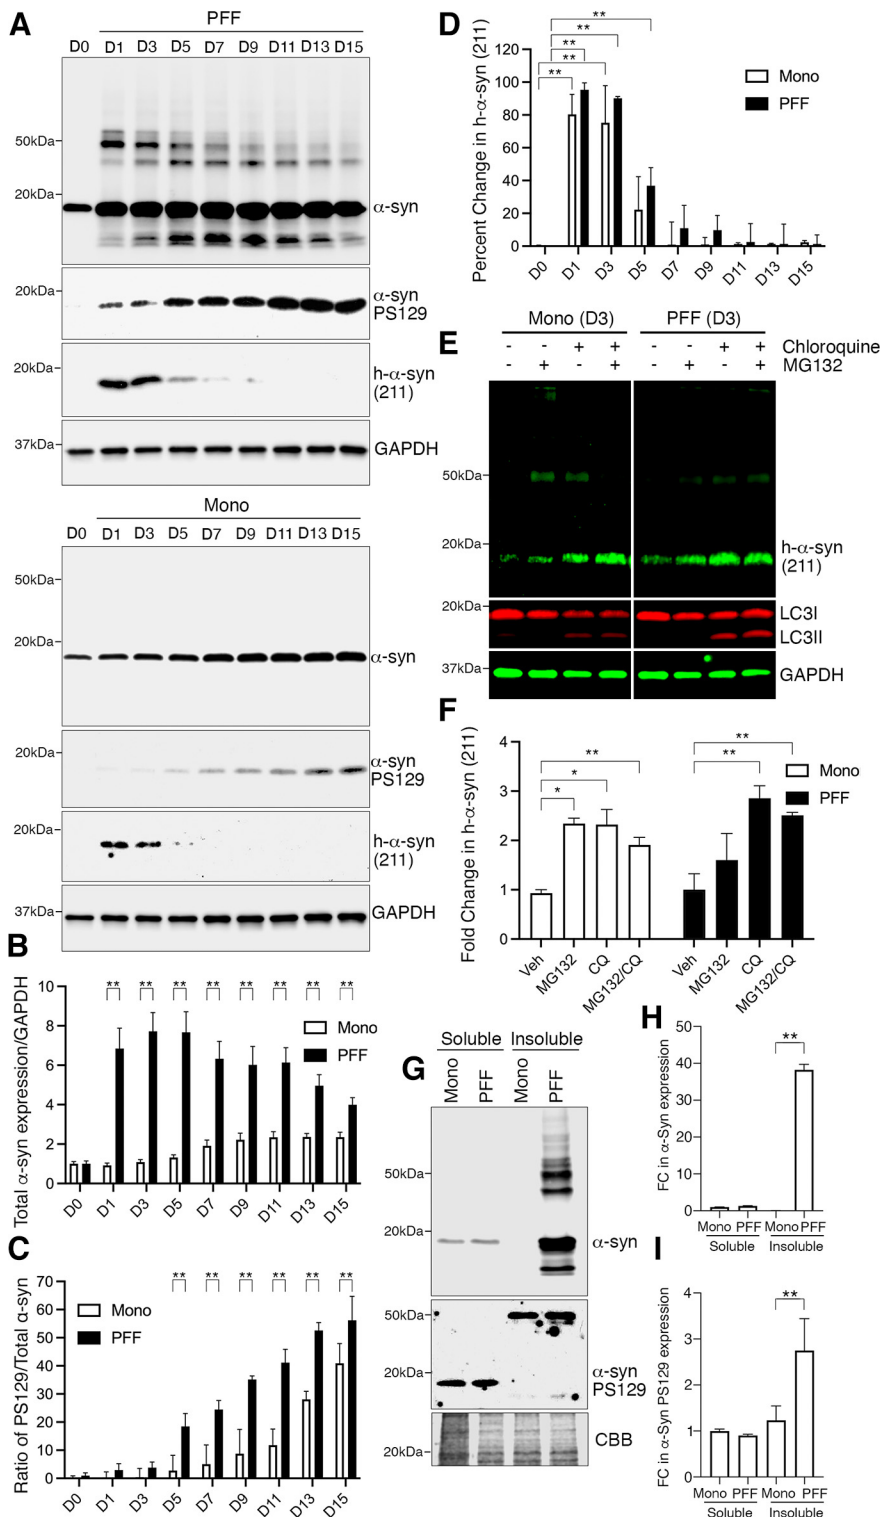 A
PFF
D0 D1 D3 D5 D7 D9 D11 D13 D15
50kDa
20kDa
α-syn
20kDa
α-syn
PS129
20kDa
h-α-syn
(211)
37kDa
GAPDH
Mono
D0 D1 D3 D5 D7 D9 D11 D13 D15
50kDa
20kDa
α-syn
20kDa
α-syn
PS129
20kDa
h-α-syn
(211)
37kDa
GAPDH
B
Total α-syn expression/GAPDH
10
8
6
4
2
0
** ** ** ** ** ** ** **
Mono
PFF
D0 D1 D3 D5 D7 D9 D11 D13 D15
C
Ratio of PS129/Total α-syn
70
60
50
40
30
20
10
0
** ** ** ** ** **
Mono
PFF
D0 D1 D3 D5 D7 D9 D11 D13 D15
D
Percent Change in h-α-syn (211)
120
100
80
60
40
20
0
**
**
**
**
**
Mono
PFF
D0 D1 D3 D5 D7 D9 D11 D13 D15
E
Mono (D3) PFF (D3)
- - + + - - + + Chloroquine
- + - + - + - + MG132
50kDa
20kDa
h-α-syn
(211)
20kDa
LC3I
LC3II
37kDa
GAPDH
F
Fold Change in h-α-syn (211)
4
3
2
1
0
**
*
*
**
**
Mono
PFF
Veh MG132 CQ MG132/CQ Veh MG132 CQ MG132/CQ
G
Soluble Insoluble
Mono PFF Mono PFF
50kDa
20kDa
α-syn
50kDa
20kDa
α-syn
PS129
20kDa
CBB
H
FC in α-Syn expression
50
40
30
20
10
0
**
Mono PFF Mono PFF
Soluble Insoluble
I
FC in α-Syn PS129 expression
4
3
2
1
0
**
Mono PFF Mono PFF
Soluble Insoluble